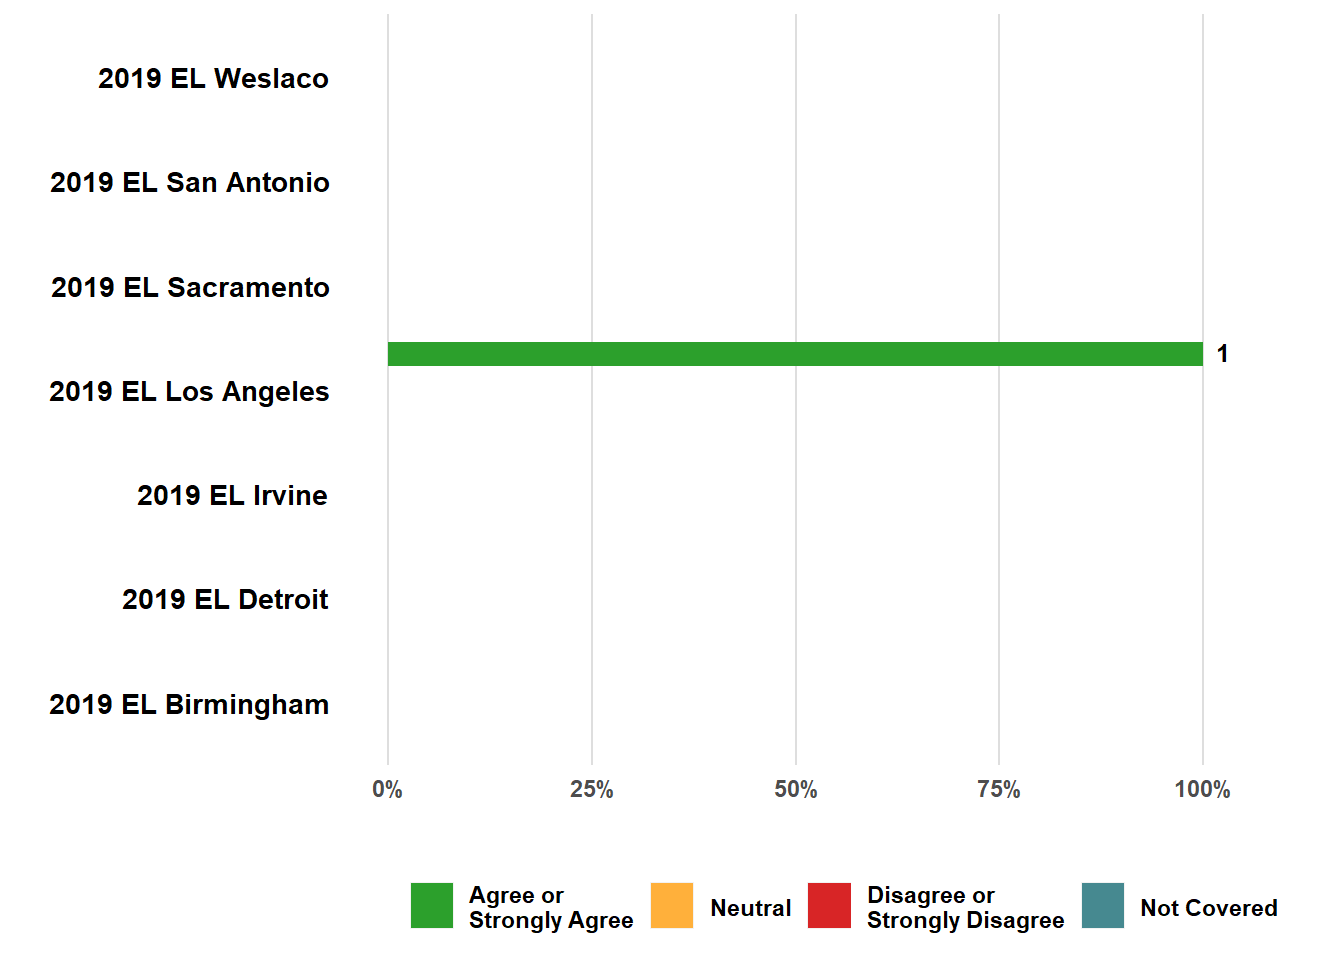 2019 EL Weslaco
2019 EL San Antonio
2019 EL Sacramento
1
2019 EL Los Angeles
2019 EL Irvine
2019 EL Detroit
2019 EL Birmingham
0% 25% 50% 75% 100%
Agree or
Strongly Agree
Neutral
Disagree or
Strongly Disagree
Not Covered